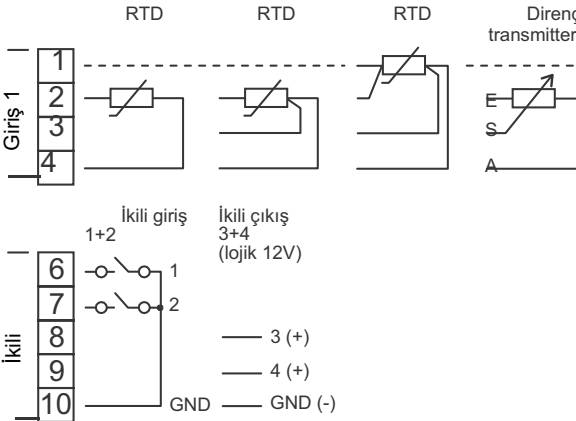 RTD RTD RTD Direnç
transmitter
Giriş 1
1
2
3
4
E
S
A
İkili giriş İkili çıkış
1+2 3+4
(lojik 12V)
İkili
6 1
7 2
8 3 (+)
9 4 (+)
10 GND GND (-)